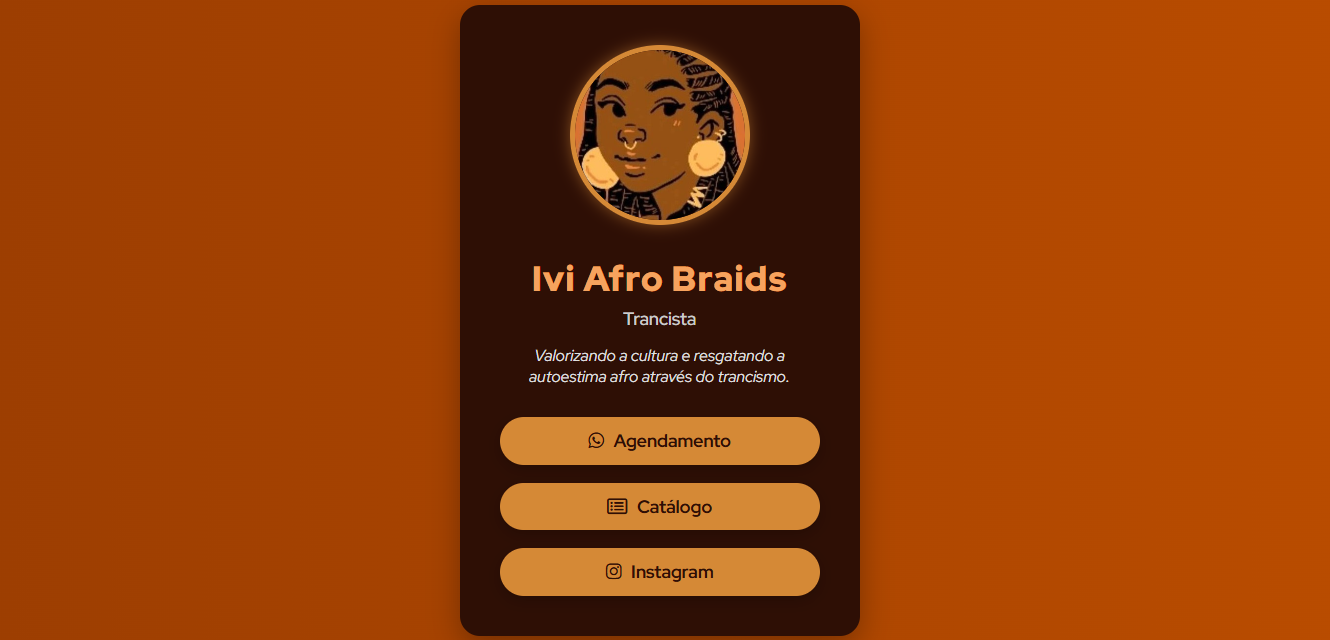 Ivi Afro Braids
Trancista
Valorizando a cultura e resgatando a
autoestima afro através do trancismo.
Agendamento
Catálogo
Instagram